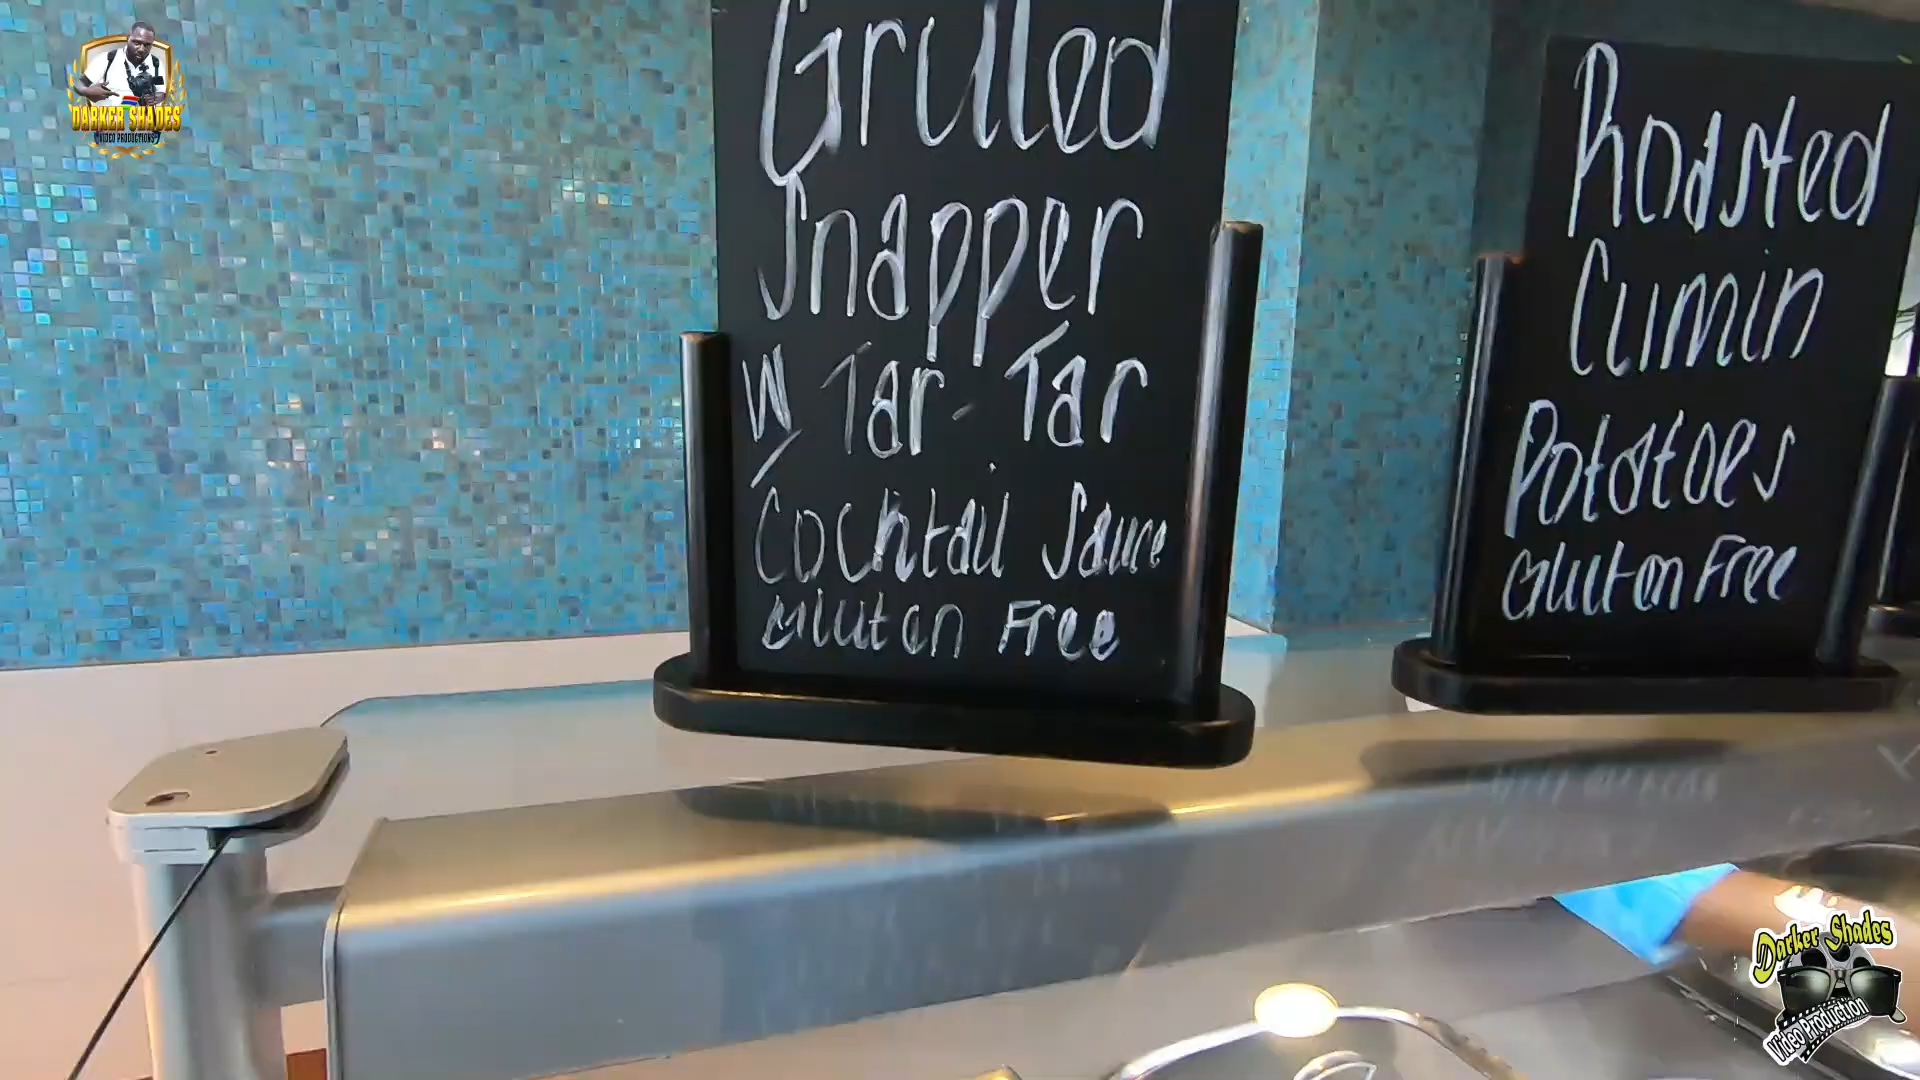 DARKER SHADES
VIDEO PRODUCTIONS
Grilled
Snapper
w/ Tar-Tar
Cocktail Sauce
Gluten Free
Roasted
Cumin
Potatoes
Gluten Free
Darker Shades
Video Production